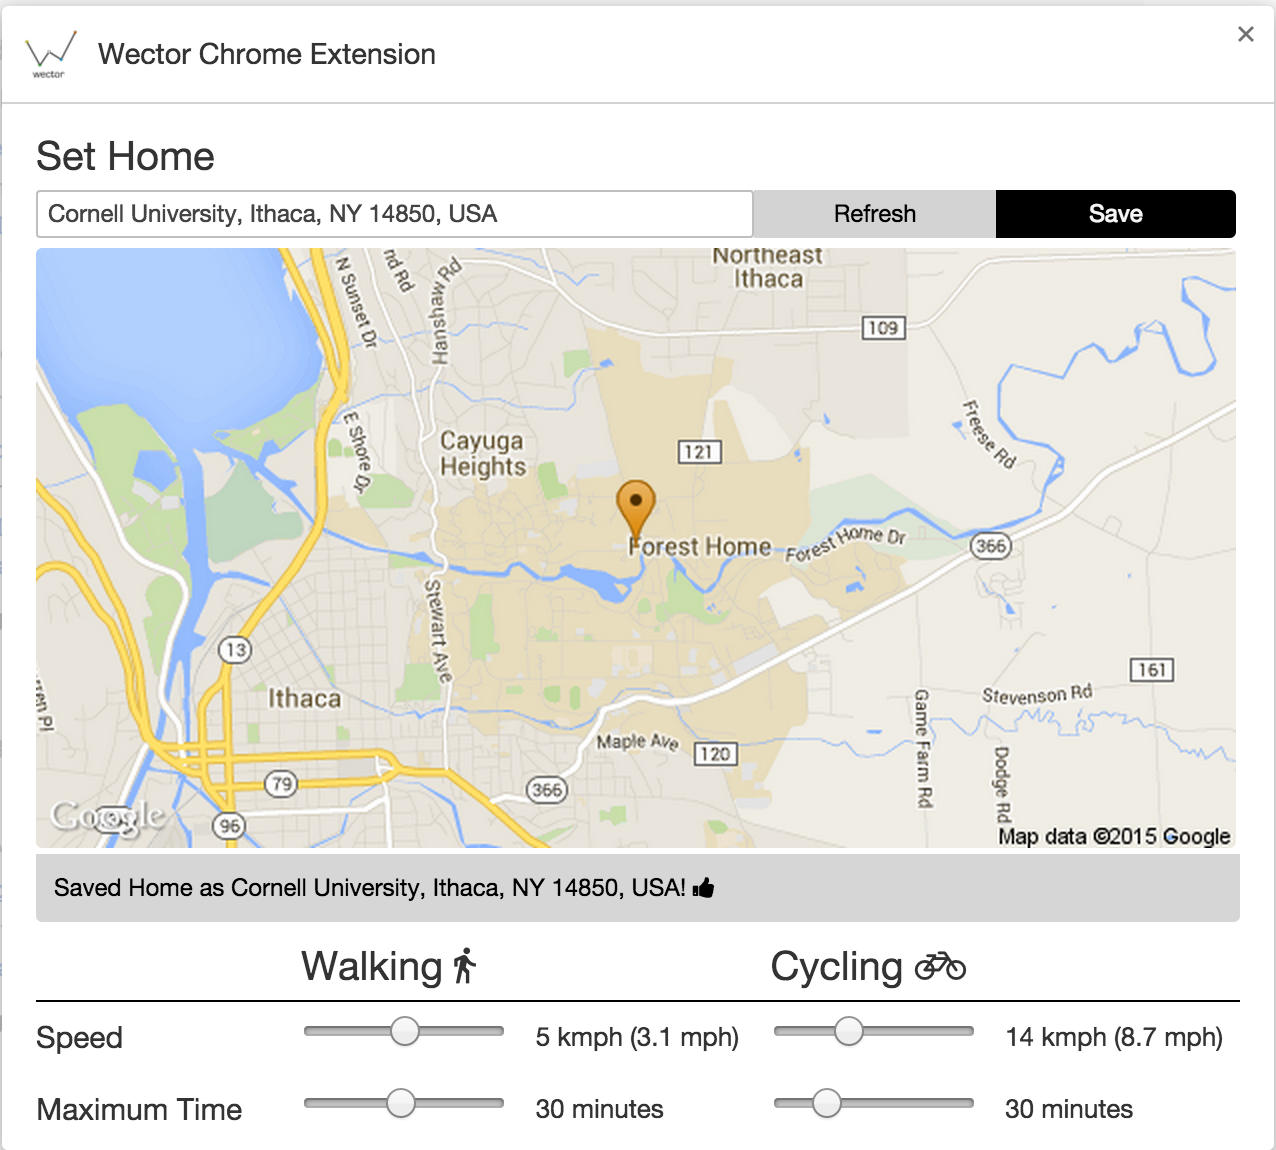 wector
Wector Chrome Extension
×
Set Home
Cornell University, Ithaca, NY 14850, USA
Refresh
Save
Northeast
Ithaca
N Sunset Dr
nd Rd
Hanshaw Rd
109
E Shore Dr
Cayuga
Heights
121
Freese Rd
Forest Home
Forest Home Dr
366
Stewart Ave
13
Ithaca
161
Stevenson Rd
Game Farm Rd
Dodge Rd
Maple Ave
120
79
366
96
Google
Map data ©2015 Google
Saved Home as Cornell University, Ithaca, NY 14850, USA!
Walking
Cycling
Speed
5 kmph (3.1 mph)
14 kmph (8.7 mph)
Maximum Time
30 minutes
30 minutes